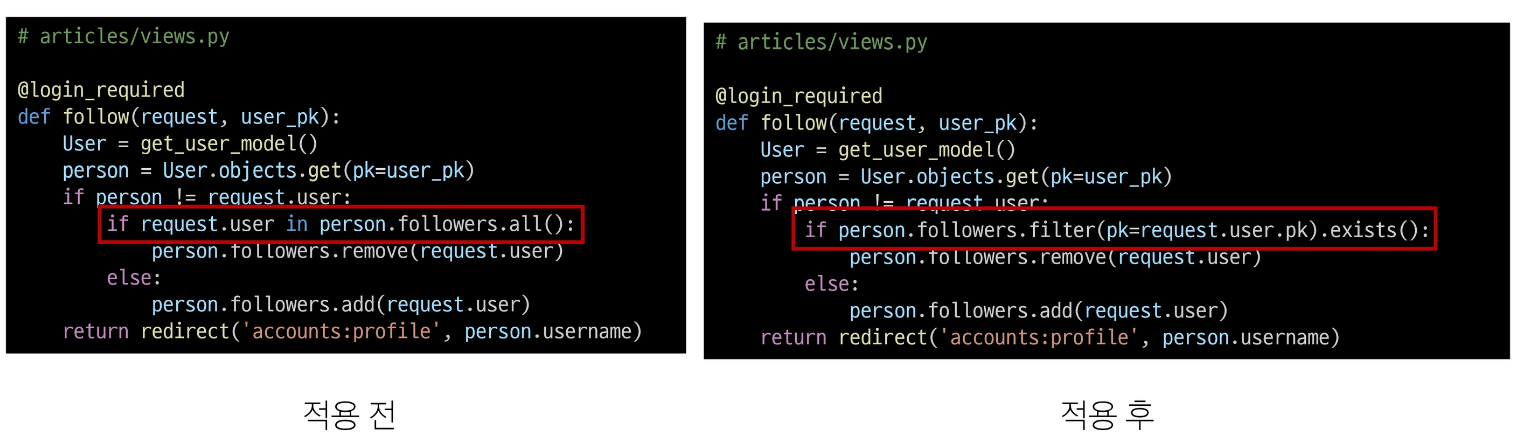 # articles/views.py
@login_required
def follow(request, user_pk):
    User = get_user_model()
    person = User.objects.get(pk=user_pk)
    if person != request.user:
        if request.user in person.followers.all():
            person.followers.remove(request.user)
        else:
            person.followers.add(request.user)
    return redirect('accounts:profile', person.username)
적용 전
# articles/views.py
@login_required
def follow(request, user_pk):
    User = get_user_model()
    person = User.objects.get(pk=user_pk)
    if person != request.user:
        if person.followers.filter(pk=request.user.pk).exists():
            person.followers.remove(request.user)
        else:
            person.followers.add(request.user)
    return redirect('accounts:profile', person.username)
적용 후